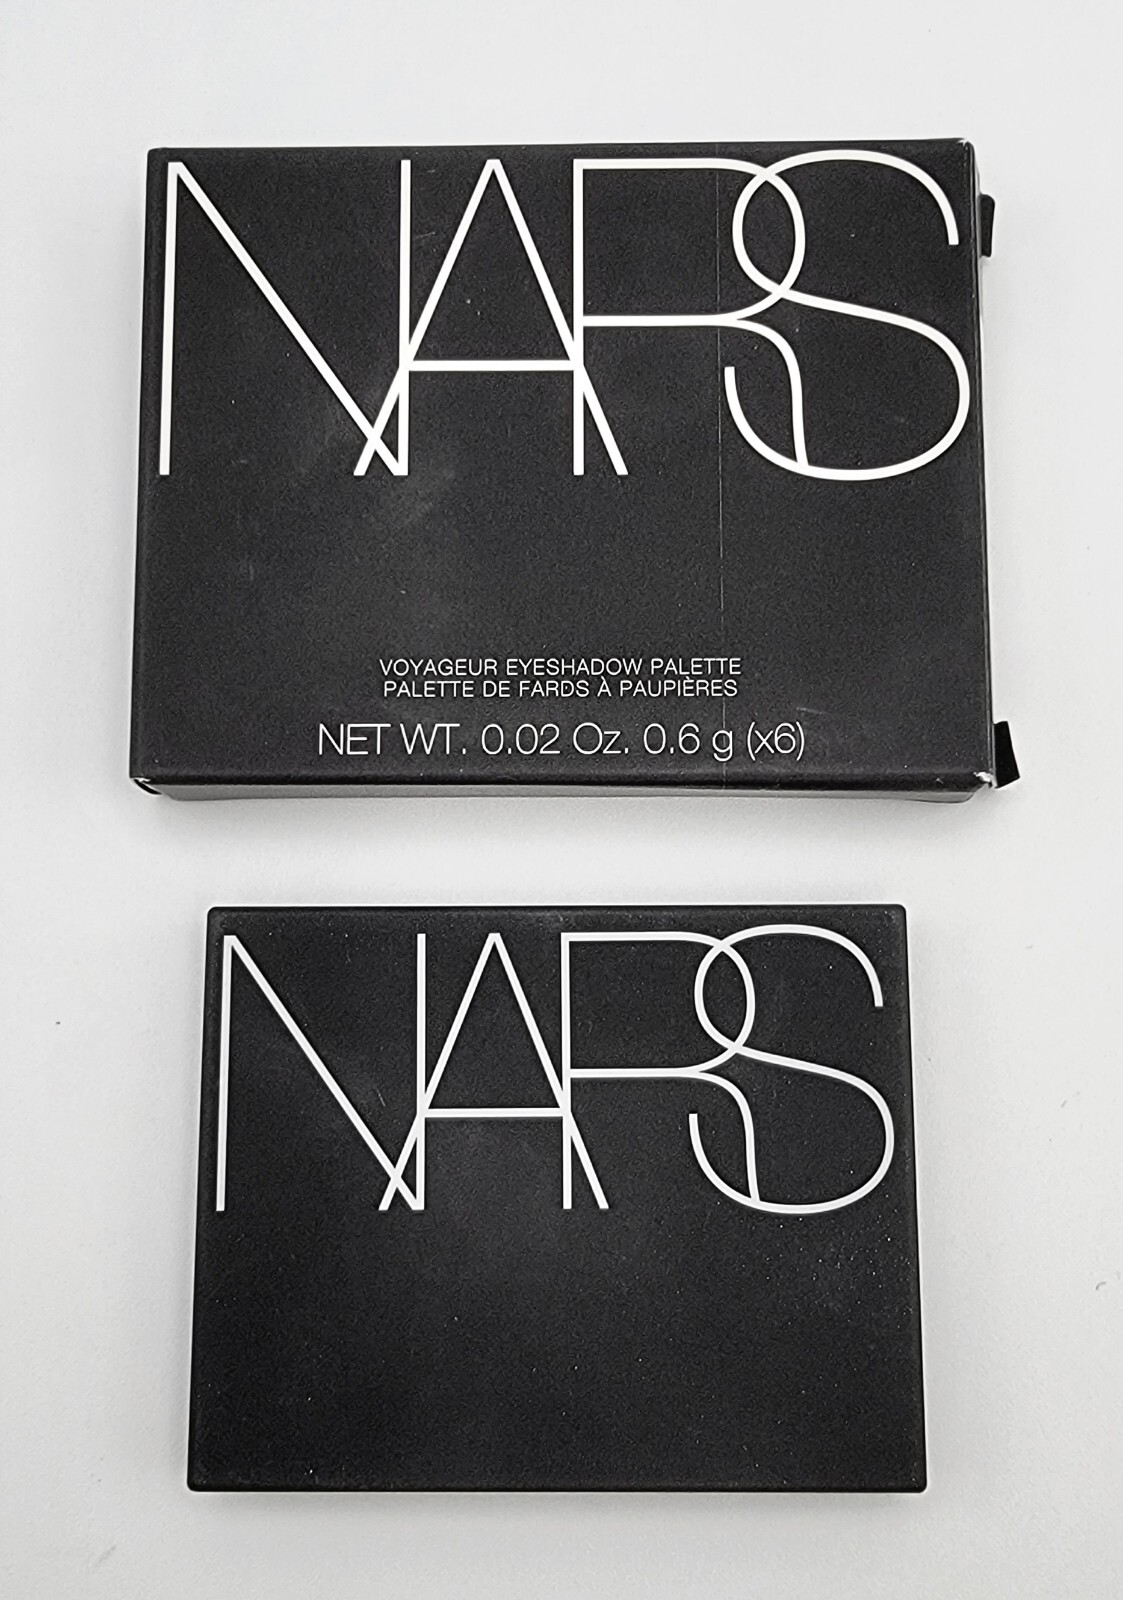 NARS
VOYAGEUR EYESHADOW PALETTE
PALETTE DE FARDS À PAUPIÈRES
NET WT. 0.02 Oz. 0.6 g (x6)
NARS